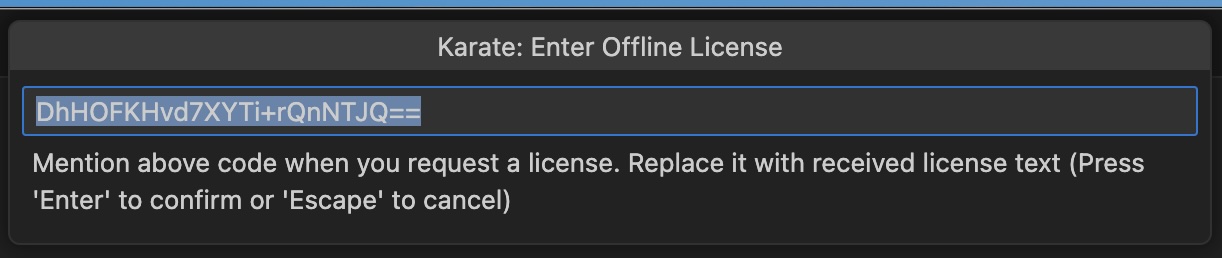 Karate: Enter Offline License
DhHOFKHvd7XYTi+rQnNTJQ==
Mention above code when you request a license. Replace it with received license text (Press
'Enter' to confirm or 'Escape' to cancel)